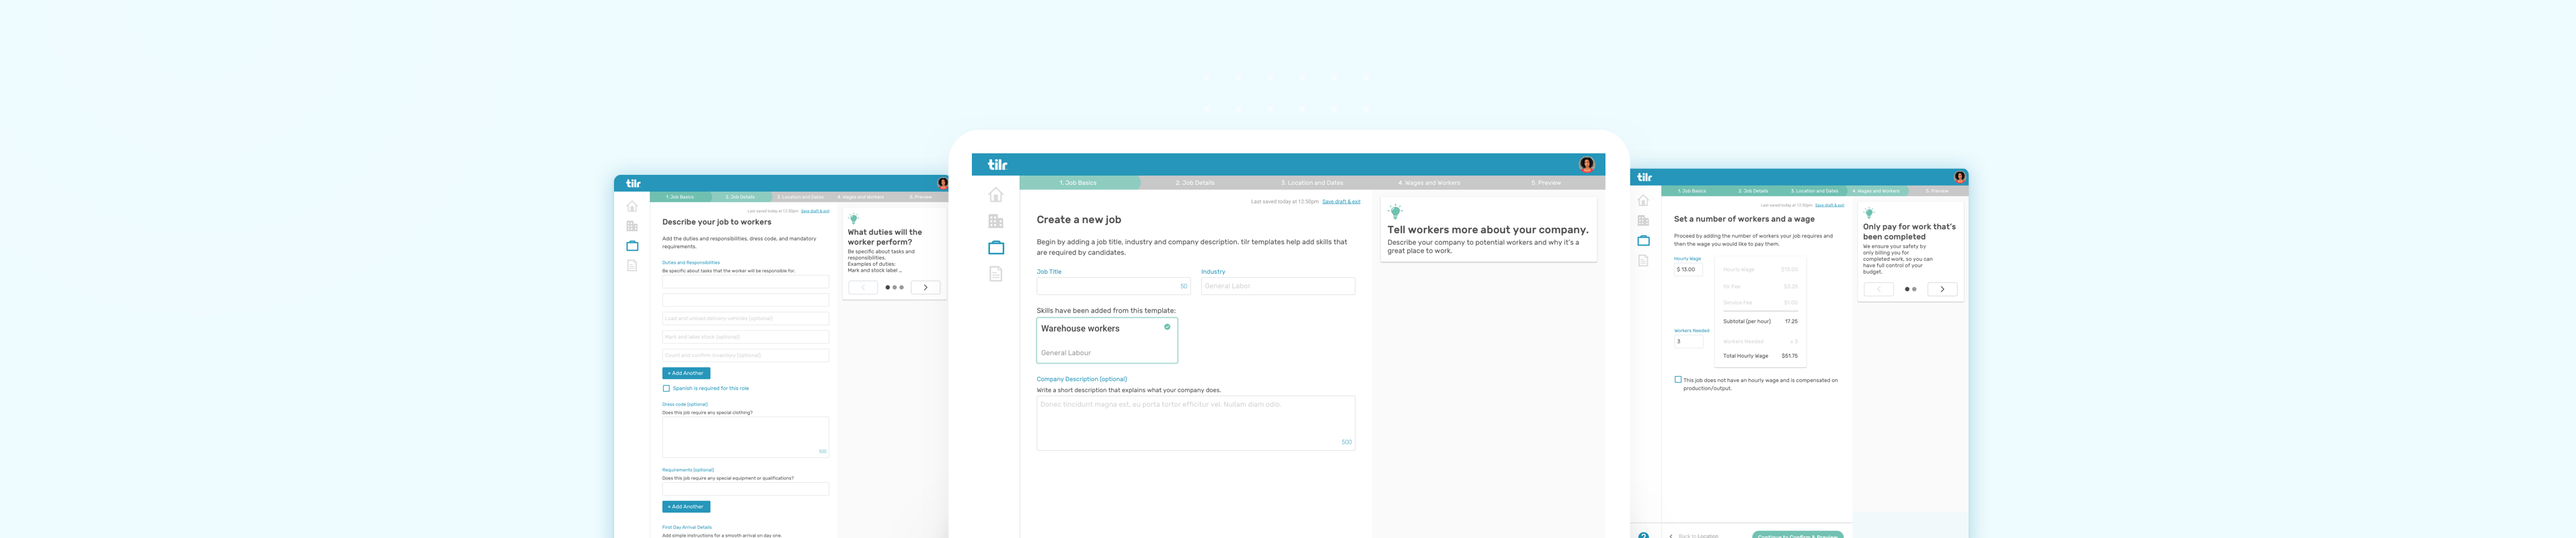 tilr
1. Job Basics
2. Job Details
3. Location and Dates
4. Wages and Workers
5. Preview
Last saved today at 12:50pm Save draft & exit
Describe your job to workers
Add the duties and responsibilities, dress code, and mandatory
requirements.
Duties and Responsibilities
Be specific about tasks that the worker will be responsible for.
Load and unload delivery vehicles (optional)
Mark and label stock (optional)
Count and confirm inventory (optional)
+ Add Another
Spanish is required for this role
Dress code (optional)
Does this job require any special clothing?
500
Requirements (optional)
Does this job require any special equipment or qualifications?
+ Add Another
First Day Arrival Details
Add simple instructions for a smooth arrival on day one.
What duties will the
worker perform?
Be specific about tasks and
responsibilities.
Examples of duties:
Mark and stock label ...
tilr
1. Job Basics
2. Job Details
3. Location and Dates
4. Wages and Workers
5. Preview
Last saved today at 12:50pm Save draft & exit
Create a new job
Begin by adding a job title, industry and company description. tilr templates help add skills that
are required by candidates.
Job Title
Industry
50
General Labor
Skills have been added from this template:
Warehouse workers
General Labour
Company Description (optional)
Write a short description that explains what your company does.
Donec tincidunt magna est, eu porta tortor efficitur vel. Nullam diam odio.
500
Tell workers more about your company.
Describe your company to potential workers and why it's a
great place to work.
tilr
1. Job Basics
2. Job Details
3. Location and Dates
4. Wages and Workers
5. Preview
Last saved today at 12:50pm Save draft & exit
Set a number of workers and a wage
Proceed by adding the number of workers your job requires and
then the wage you would like to pay them.
Hourly Wage
$ 13.00
Hourly Wage $13.00
tilr Fee $3.25
Service Fee $1.00
Subtotal (per hour) 17.25
Workers Needed
3
Workers Needed x 3
Total Hourly Wage $51.75
This job does not have an hourly wage and is compensated on
production/output.
Back to Location
Continue to Confirm & Preview
Only pay for work that's
been completed
We ensure your safety by
only billing you for
completed work, so you can
have full control of your
budget.